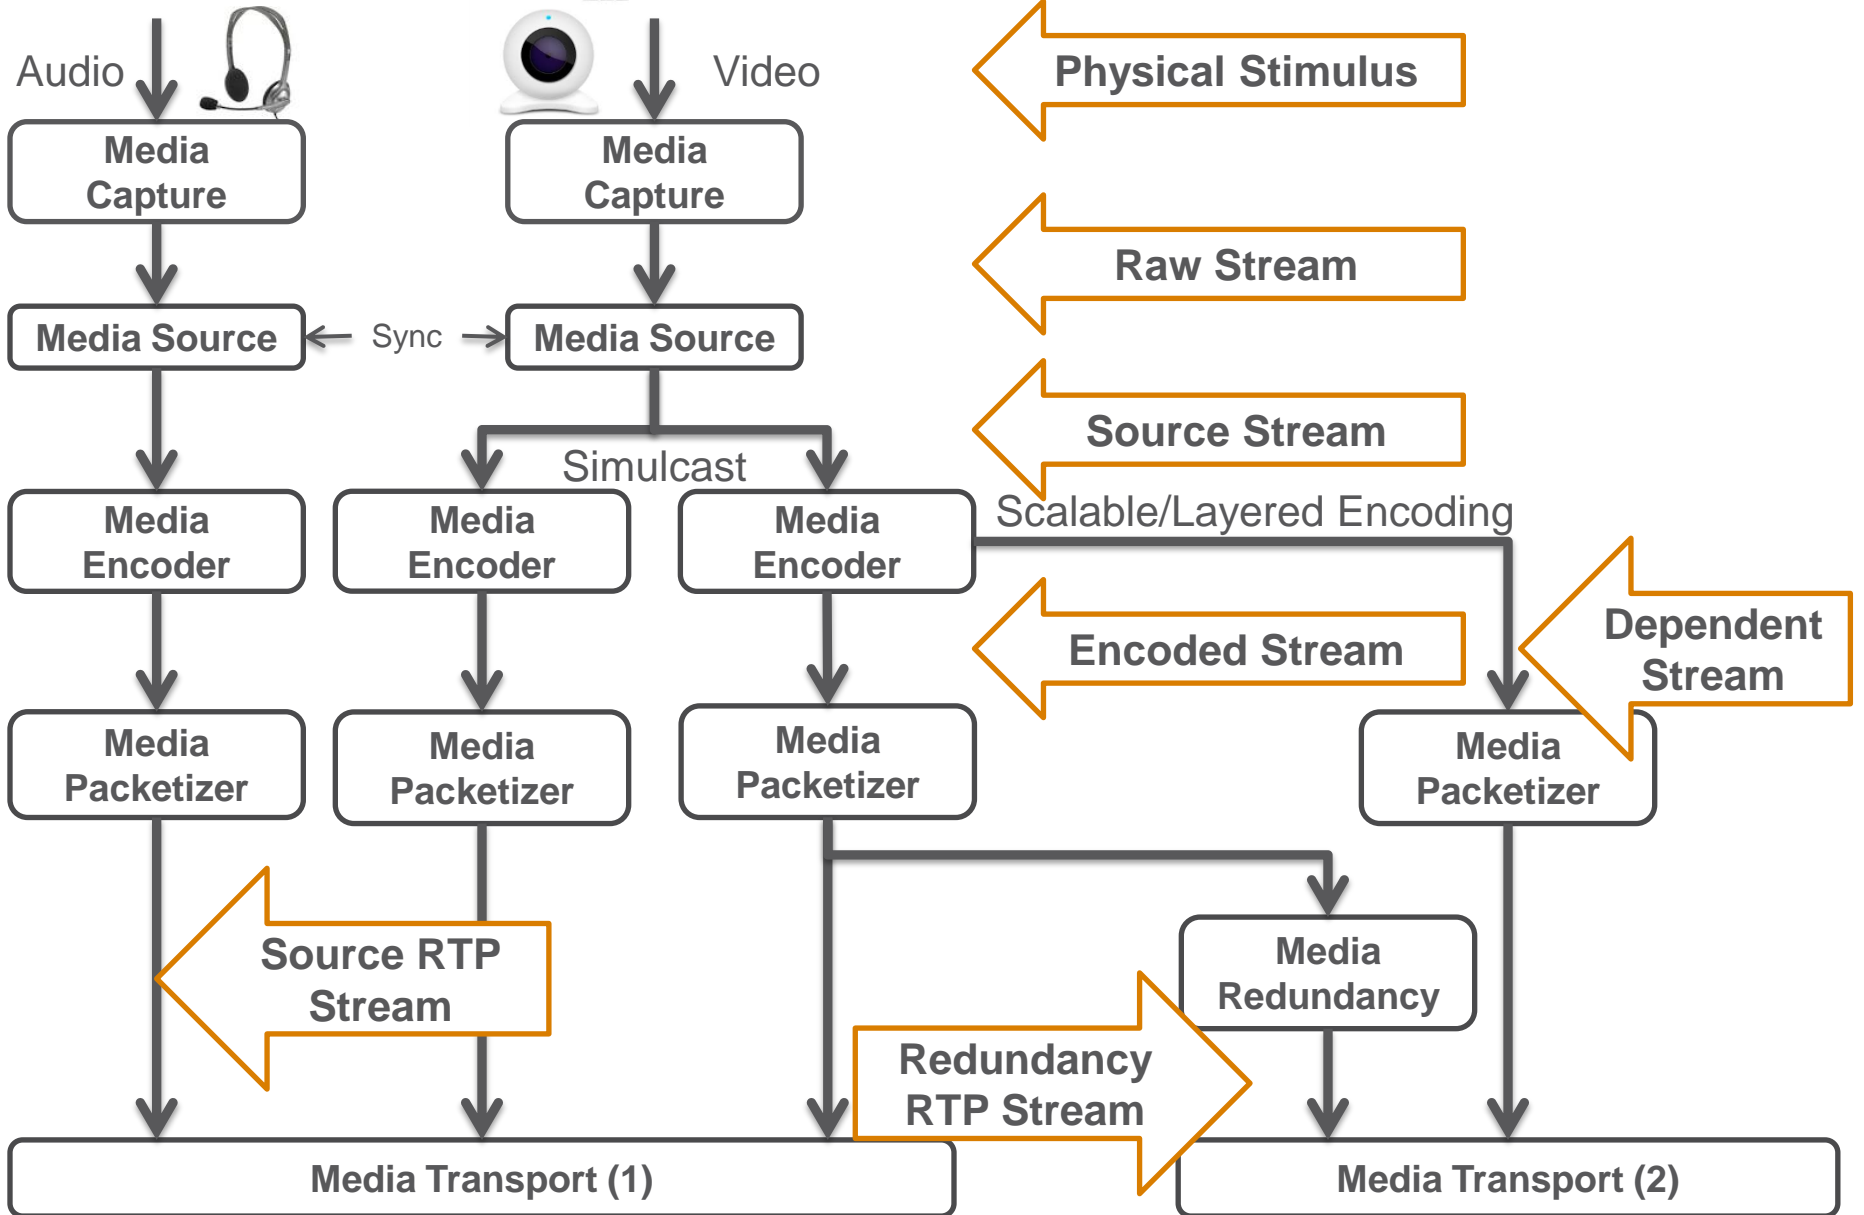 Audio
Video
Physical Stimulus
Media
Capture
Media
Capture
Raw Stream
Media Source
Sync
Media Source
Source Stream
Simulcast
Scalable/Layered Encoding
Media
Encoder
Media
Encoder
Media
Encoder
Encoded Stream
Dependent
Stream
Media
Packetizer
Media
Packetizer
Media
Packetizer
Media
Packetizer
Source RTP
Stream
Media
Redundancy
Redundancy
RTP Stream
Media Transport (1)
Media Transport (2)